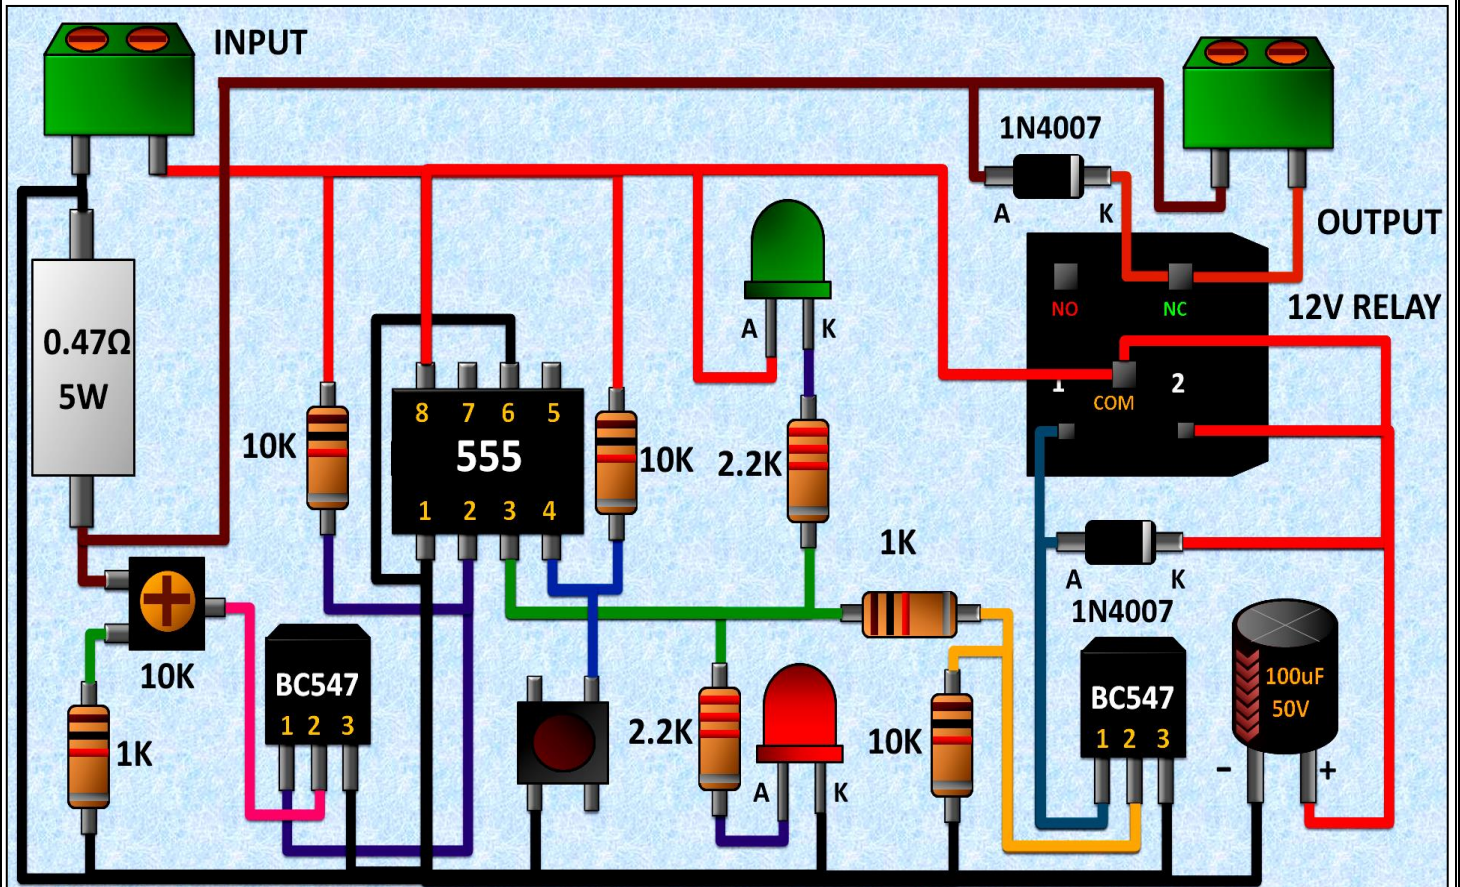 INPUT
1N4007
A K
OUTPUT
NO NC
12V RELAY
A K
0.47Ω
5W
1 2
COM
8 7 6 5
10K
555
10K
2.2K
1 2 3 4
1K
A K
1N4007
10K
BC547
1 2 3
1K
2.2K
A K
10K
BC547
1 2 3
100uF
50V
- +